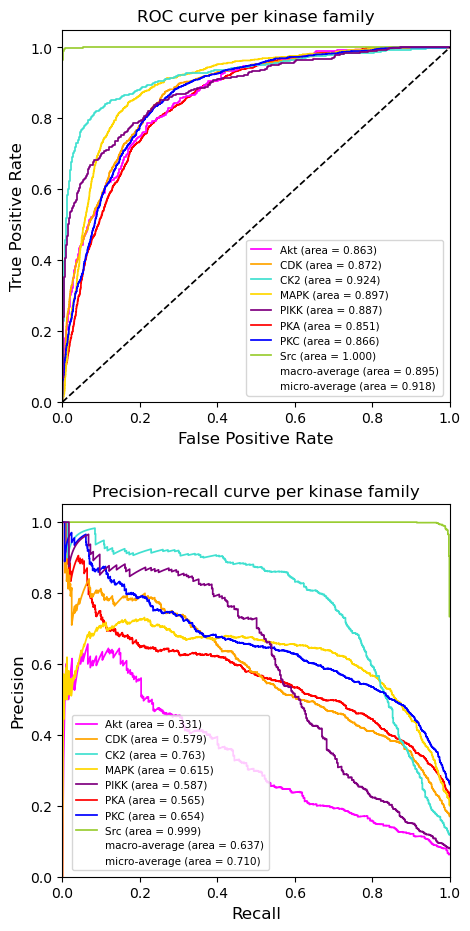 ROC curve per kinase family
1.0
0.8
0.6
0.4
0.2
0.0
True Positive Rate
Akt (area = 0.863)
CDK (area = 0.872)
CK2 (area = 0.924)
MAPK (area = 0.897)
PIKK (area = 0.887)
PKA (area = 0.851)
PKC (area = 0.866)
Src (area = 1.000)
macro-average (area = 0.895)
micro-average (area = 0.918)
0.0 0.2 0.4 0.6 0.8 1.0
False Positive Rate
Precision-recall curve per kinase family
1.0
0.8
0.6
0.4
0.2
0.0
Precision
Akt (area = 0.331)
CDK (area = 0.579)
CK2 (area = 0.763)
MAPK (area = 0.615)
PIKK (area = 0.587)
PKA (area = 0.565)
PKC (area = 0.654)
Src (area = 0.999)
macro-average (area = 0.637)
micro-average (area = 0.710)
0.0 0.2 0.4 0.6 0.8 1.0
Recall